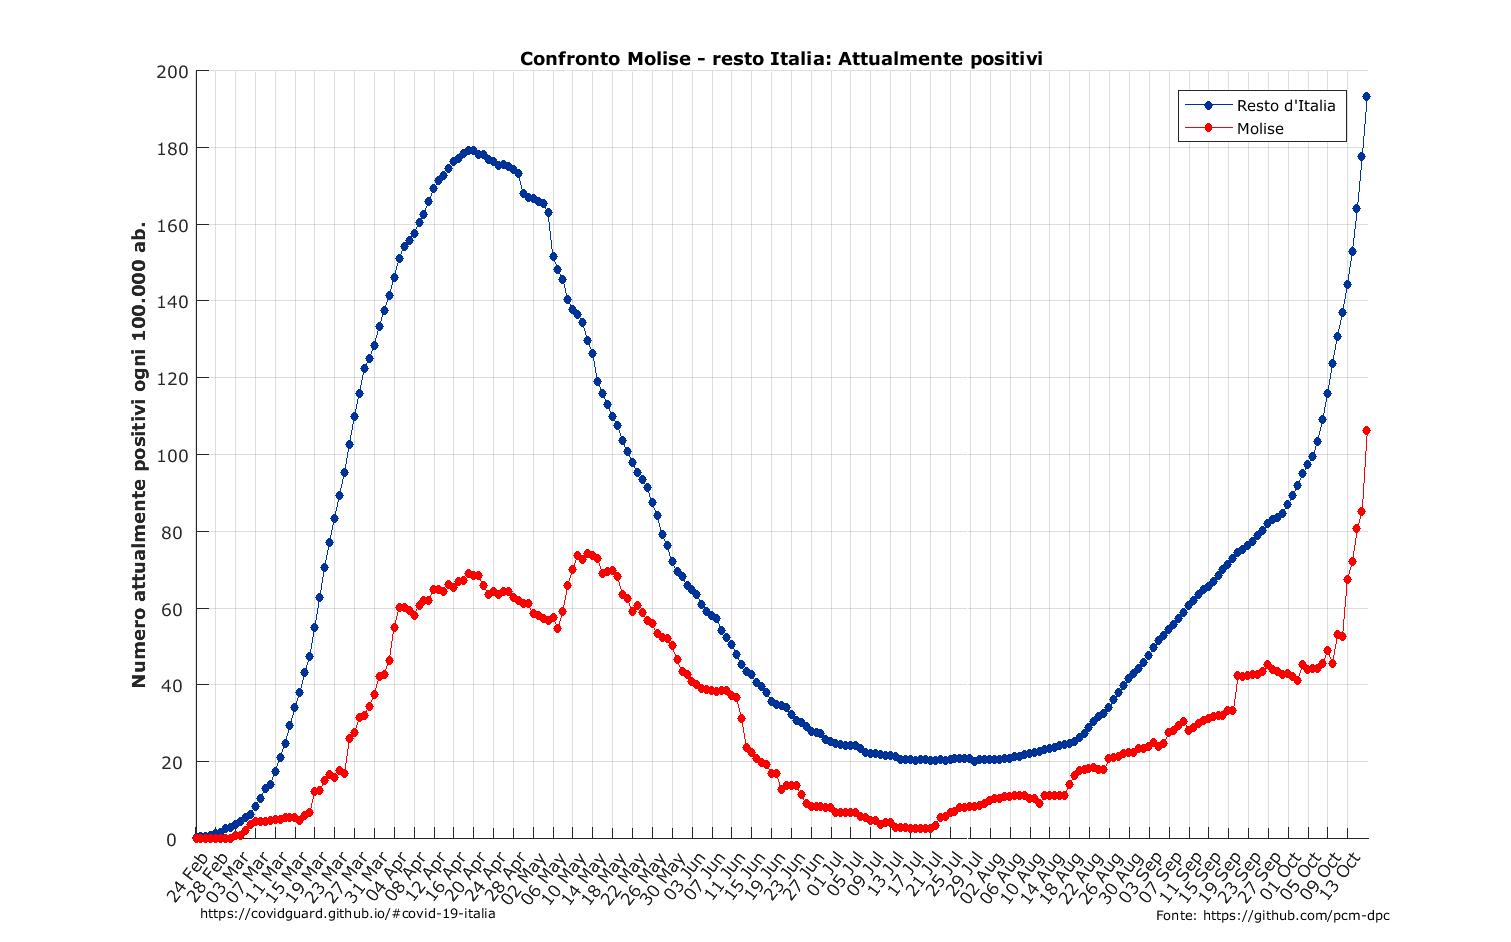 Confronto Molise - resto Italia: Attualmente positivi
Resto d'Italia
Molise
Numero attualmente positivi ogni 100.000 ab.
200
180
160
140
120
100
80
60
40
20
0
24 Feb
28 Feb
03 Mar
07 Mar
11 Mar
15 Mar
19 Mar
23 Mar
27 Mar
31 Mar
04 Apr
08 Apr
12 Apr
16 Apr
20 Apr
24 Apr
28 Apr
02 May
06 May
10 May
14 May
18 May
22 May
26 May
30 May
03 Jun
07 Jun
11 Jun
15 Jun
19 Jun
23 Jun
27 Jun
01 Jul
05 Jul
09 Jul
13 Jul
17 Jul
21 Jul
25 Jul
29 Jul
02 Aug
06 Aug
10 Aug
14 Aug
18 Aug
22 Aug
26 Aug
30 Aug
03 Sep
07 Sep
11 Sep
15 Sep
19 Sep
23 Sep
27 Sep
01 Oct
05 Oct
09 Oct
13 Oct
https://covidguard.github.io/#covid-19-italia
Fonte: https://github.com/pcm-dpc